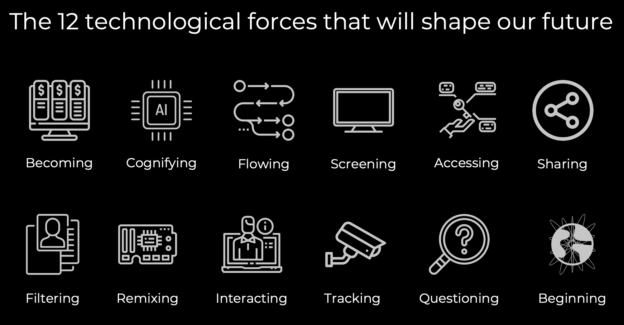 The 12 technological forces that will shape our future
$ $ $
AI
Becoming Cognifying Flowing Screening Accessing Sharing
i
?
Filtering Remixing Interacting Tracking Questioning Beginning